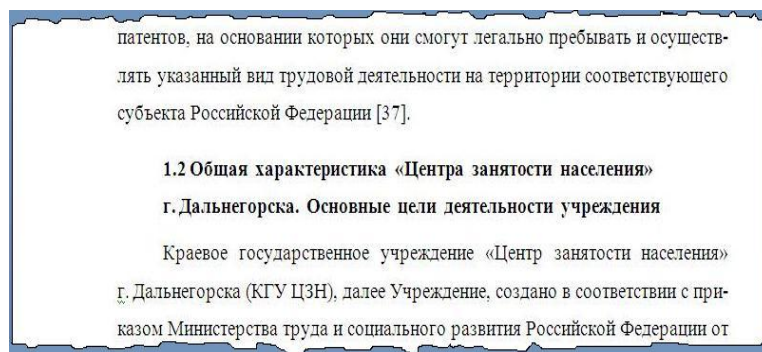 патентов, на основании которых они смогут легально пребывать и осуществ-
лять указанный вид трудовой деятельности на территории соответствующего
субъекта Российской Федерации [37].
1.2 Общая характеристика «Центра занятости населения»
г. Дальнегорска. Основные цели деятельности учреждения
Краевое государственное учреждение «Центр занятости населения»
г. Дальнегорска (КГУ ЦЗН), далее Учреждение, создано в соответствии с при-
казом Министерства труда и социального развития Российской Федерации от